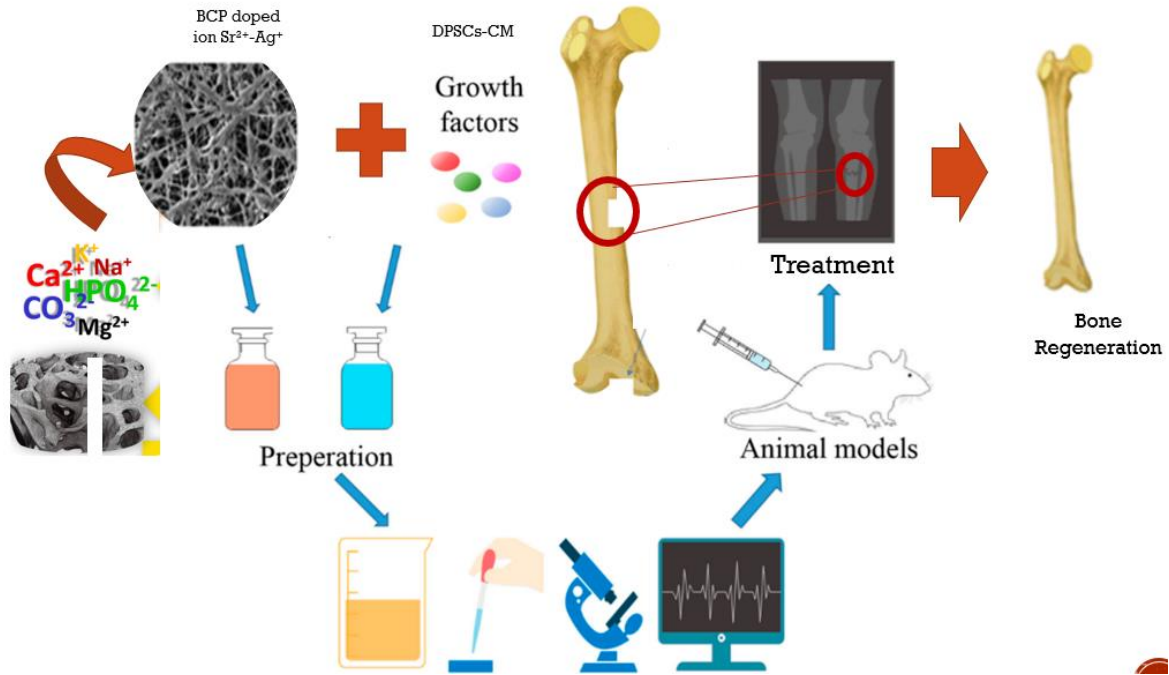 BCP doped
ion Sr²⁺-Ag⁺
DPSCs-CM
Growth
factors
K⁺
Ca²⁺ Na⁺
HPO₄²⁻
CO₃²⁻
Mg²⁺
Treatment
Bone
Regeneration
Preperation
Animal models